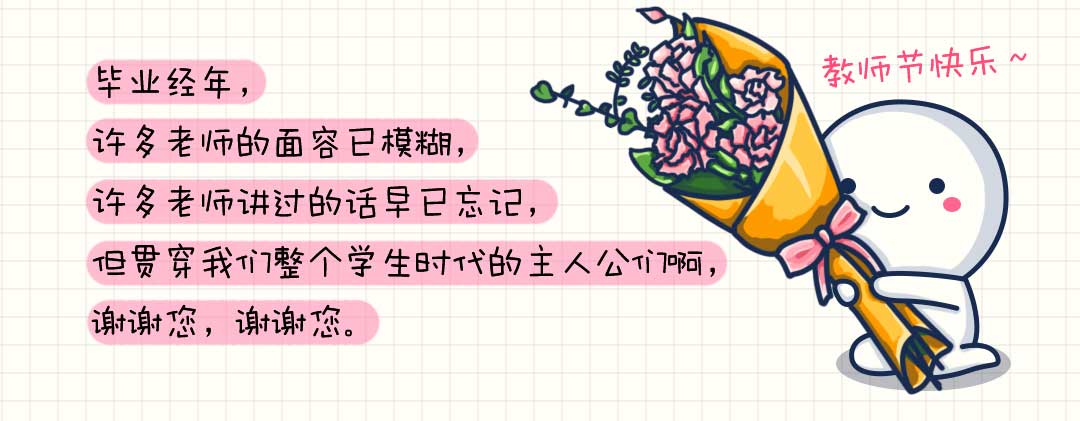 毕业经年，
许多老师的面容已模糊，
许多老师讲过的话早已忘记，
但贯穿我们整个学生时代的主人公们啊，
谢谢您，谢谢您。
教师节快乐~